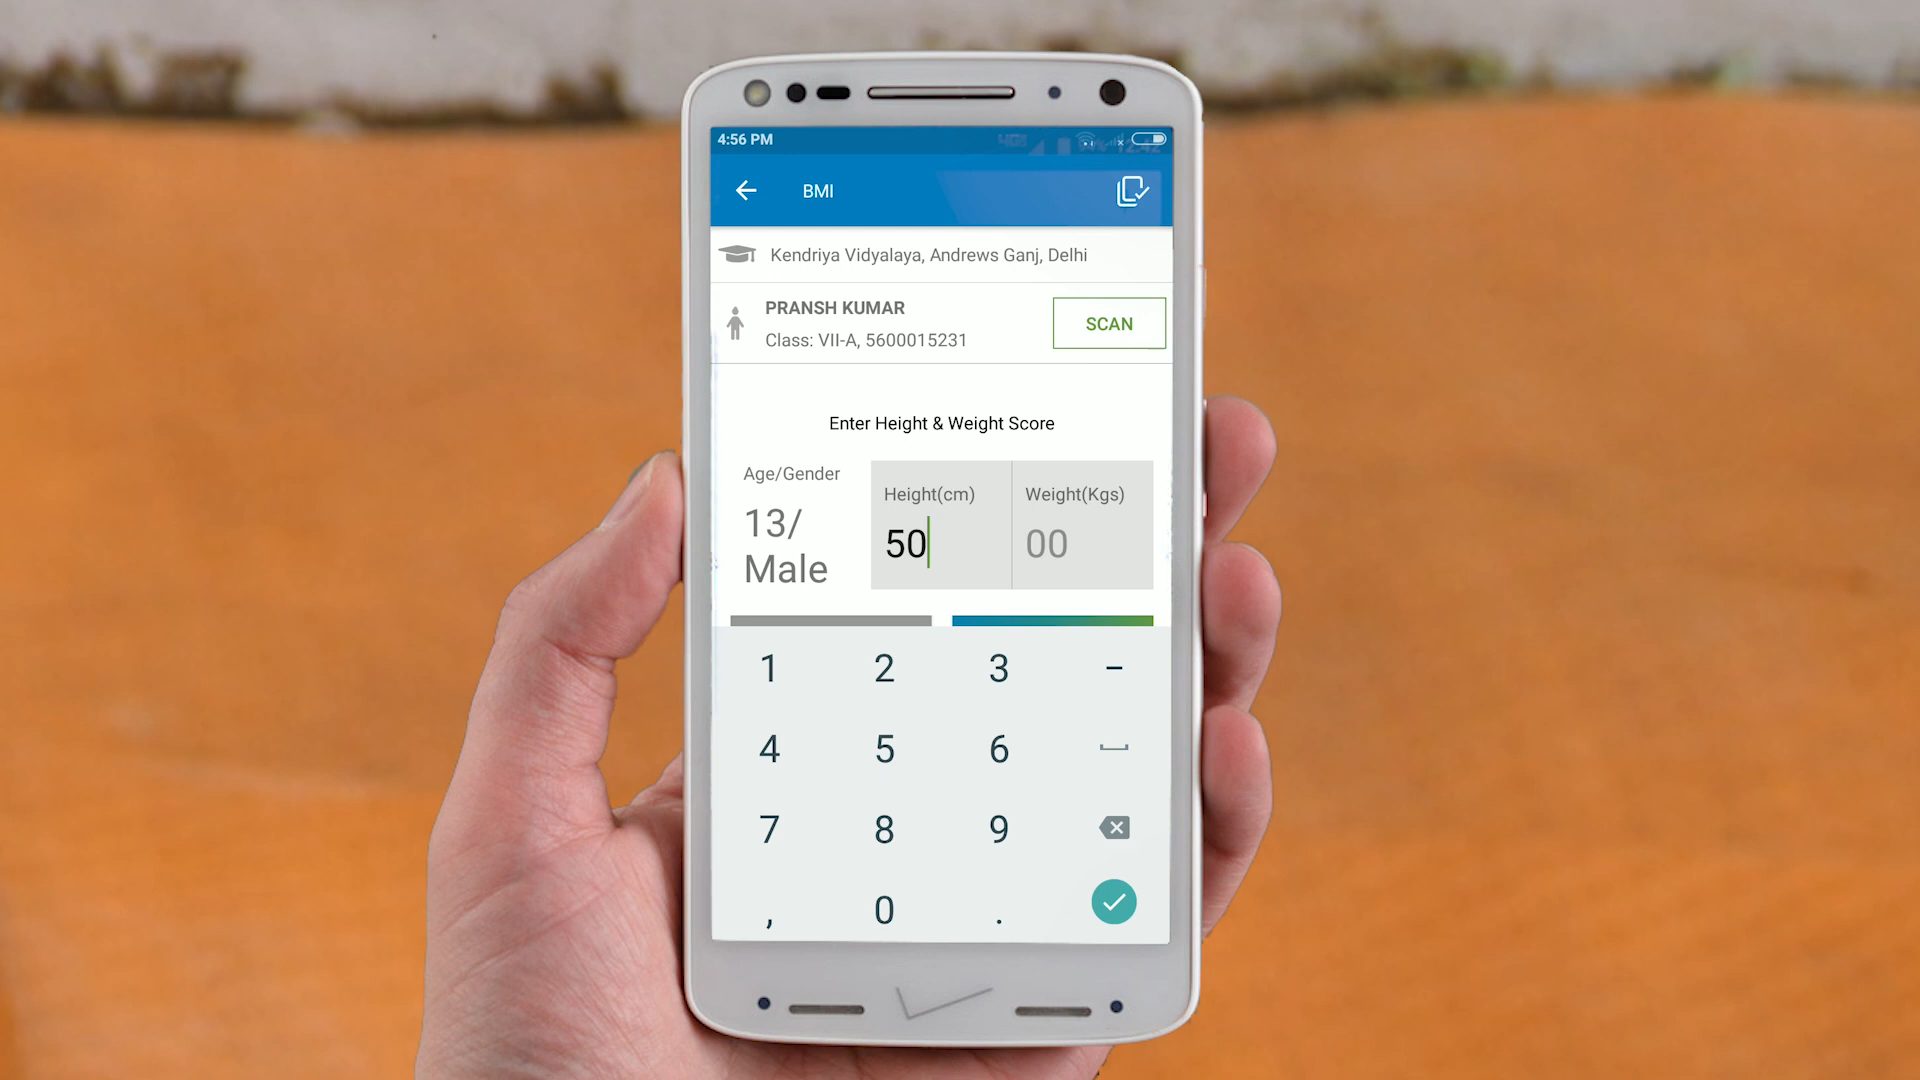 4:56 PM
BMI
Kendriya Vidyalaya, Andrews Ganj, Delhi
PRANSH KUMAR
Class: VII-A, 5600015231
SCAN
Enter Height & Weight Score
Age/Gender
13/
Male
Height(cm)
50
Weight(Kgs)
00
1 2 3 -
4 5 6
7 8 9
, 0 .